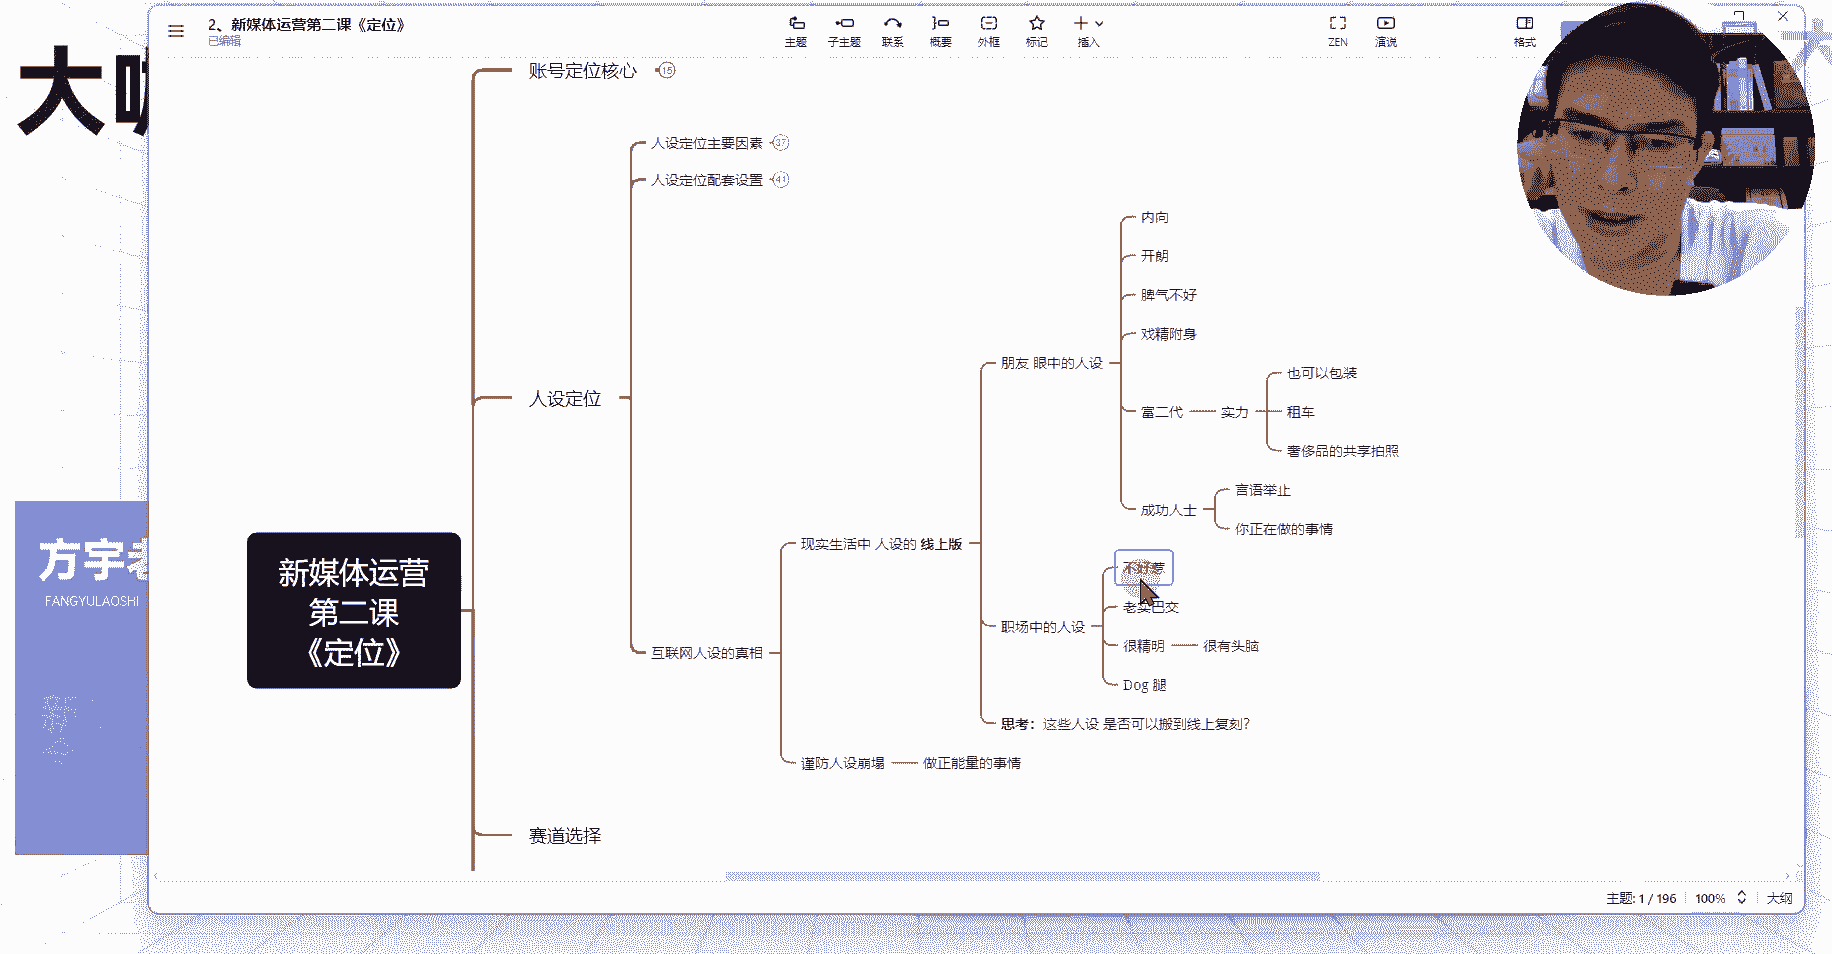 2、新媒体运营第二课《定位》
已编辑
主题
子主题
联系
概要
外框
标记
插入
ZEN
演说
格式
大
方宇老
FANGYULAOSHI
账号定位核心
15
人设定位主要因素
37
人设定位配套设置
41
内向
开朗
脾气不好
戏精附身
朋友 眼中的人设
也可以包装
人设定位
富二代
实力
租车
奢侈品的共享拍照
言语举止
成功人士
你正在做的事情
现实生活中 人设的 线上版
不好惹
新媒体运营
第二课
《定位》
老实巴交
职场中的人设
很精明
很有头脑
互联网人设的真相
Dog 腿
思考：这些人设 是否可以搬到线上复刻？
谨防人设崩塌
做正能量的事情
赛道选择
主题: 1 / 196
100%
大纲